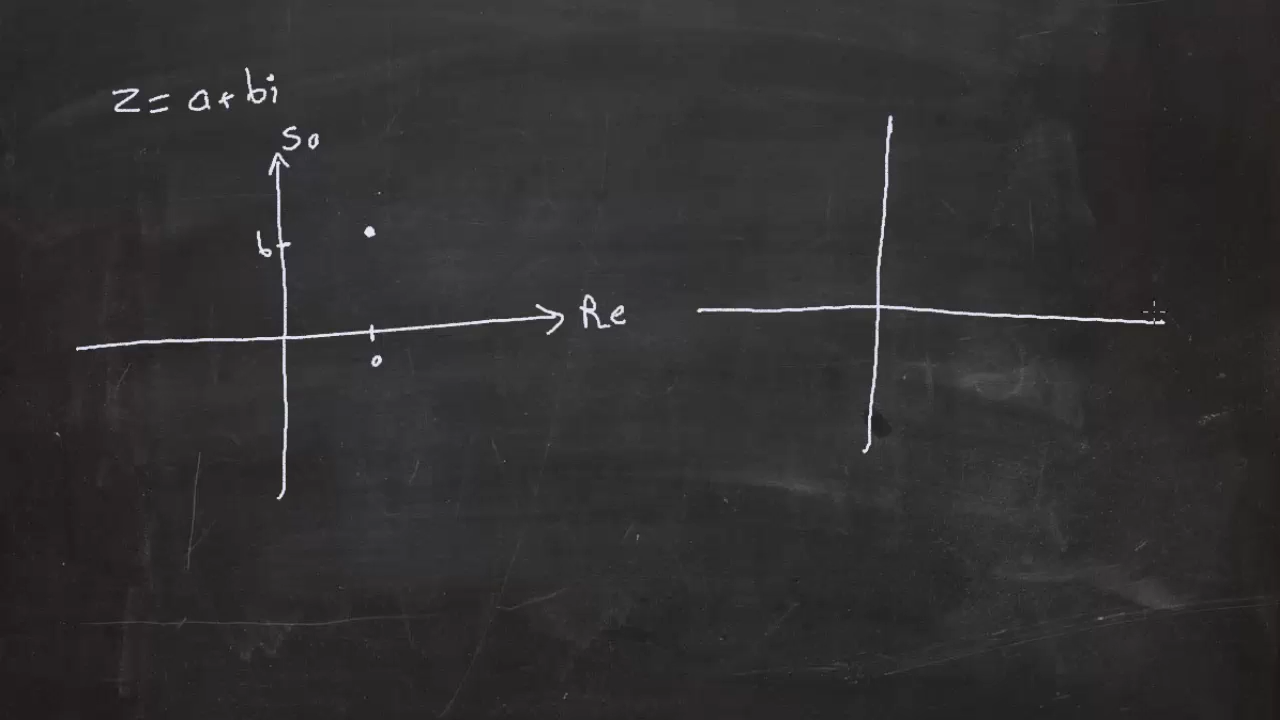 z = a + bi
So
b
Re
a